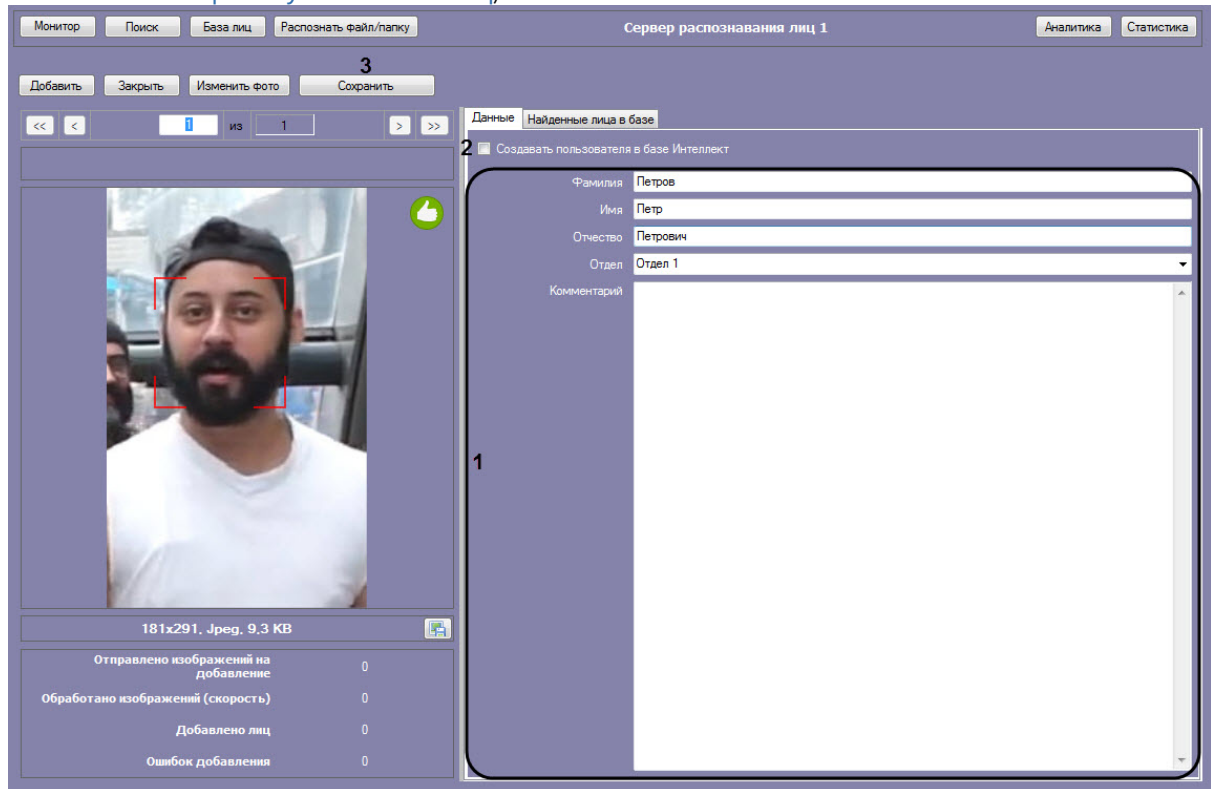 Монитор Поиск База лиц Распознать файл/папку Сервер распознавания лиц 1 Аналитика Статистика
3
Добавить Закрыть Изменить фото Сохранить
<< < 1 из 1 > >>
Данные Найденные лица в базе
2 Создавать пользователя в базе Интеллект
Фамилия Петров
Имя Петр
Отчество Петрович
Отдел Отдел 1
Комментарий
1
181x291, Jpeg, 9,3 KB
Отправлено изображений на
добавление 0
Обработано изображений (скорость) 0
Добавлено лиц 0
Ошибок добавления 0